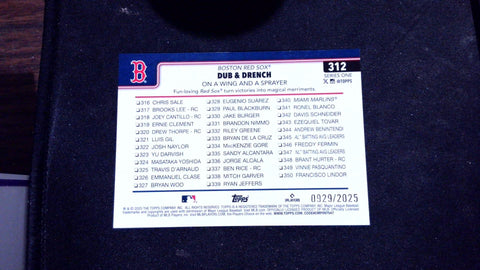 B
BOSTON RED SOX®
DUB & DRENCH
ON A WING AND A SPRAYER
Fun-loving Red Sox® turn victories into magical merriments.
312
SERIES ONE
@TOPPS
316 CHRIS SALE
317 BROOKS LEE - RC
318 JOEY CANTILLO - RC
319 ERNIE CLEMENT
320 DREW THORPE - RC
321 LUIS GIL
322 JOSH NAYLOR
323 YU DARVISH
324 MASATAKA YOSHIDA
325 TRAVIS D'ARNAUD
326 EMMANUEL CLASE
327 BRYAN WOO
328 EUGENIO SUÁREZ
329 PAUL BLACKBURN
330 JAKE BURGER
331 BRANDON NIMMO
332 RILEY GREENE
333 BRYAN DE LA CRUZ
334 MACKENZIE GORE
335 SANDY ALCANTARA
336 JORGE ALCALA
337 BEN RICE - RC
338 MITCH GARVER
339 RYAN JEFFERS
340 MIAMI MARLINS®
341 RONEL BLANCO
342 DAVIS SCHNEIDER
343 EZEQUIEL TOVAR
344 ANDREW BENINTENDI
345 AL™ BATTING AVG LEADERS
346 FREDDY FERMIN
347 BATTING AVG LEADERS
348 BRANT HURTER - RC
349 VINNIE PASQUANTINO
350 FRANCISCO LINDOR
topps
MLBPLAYERS
0929/2025